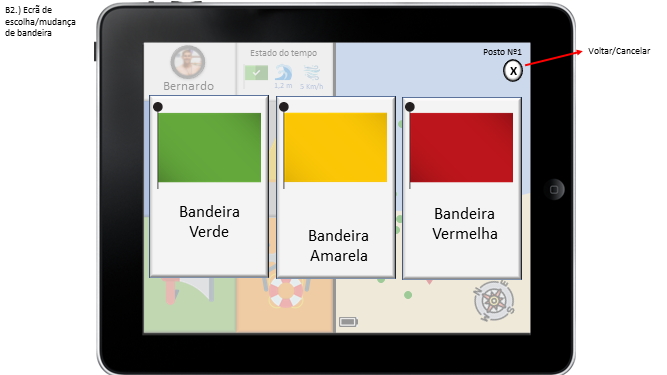 B2.) Ecrã de
escolha/mudança
de bandeira
Estado do tempo
Posto Nº1
Voltar/Cancelar
X
Bernardo
1,2 m
5 Km/h
Bandeira
Verde
Bandeira
Amarela
Bandeira
Vermelha
N
E
S
W